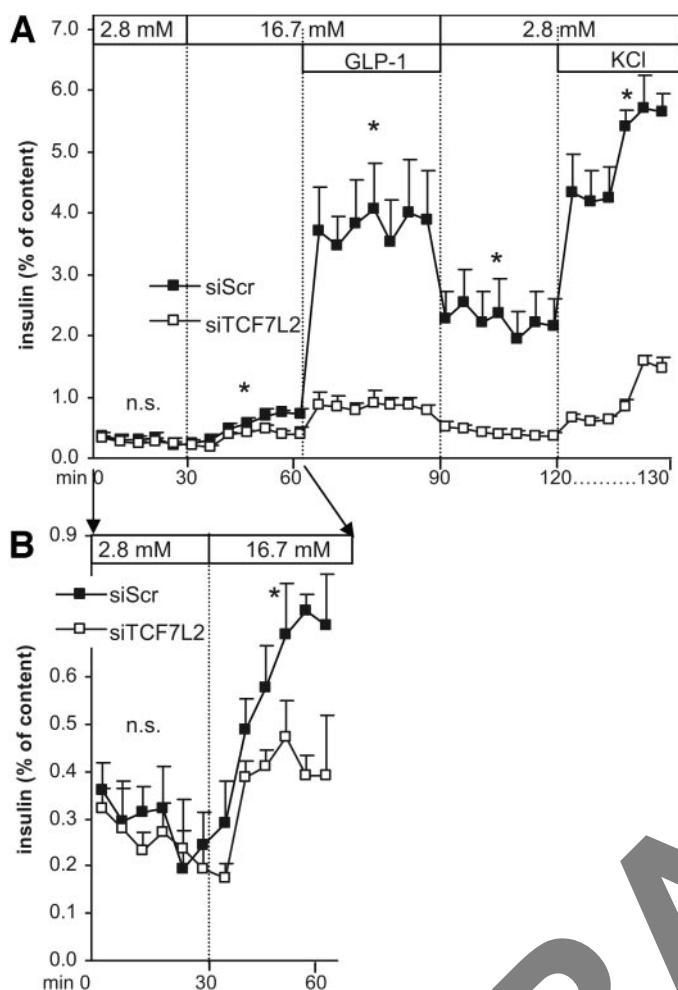 A
7.0
2.8 mM
16.7 mM
2.8 mM
GLP-1
KCl
6.0
*
*
5.0
4.0
3.0
siScr
*
2.0
siTCF7L2
insulin (% of content)
1.0
n.s.
*
0.0
min 0
30
60
90
120..........130
B
0.9
2.8 mM
16.7 mM
siScr
*
siTCF7L2
0.6
n.s.
0.5
0.4
0.3
0.2
0.1
0.0
insulin (% of content)
min 0
30
60